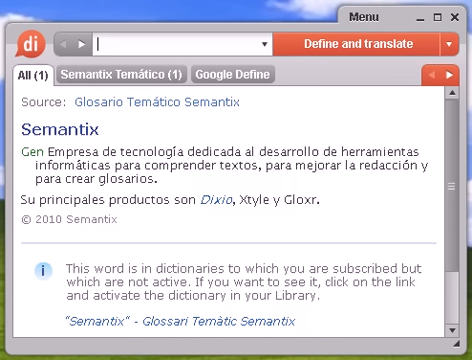 Menu
di
Define and translate
All (1)
Semantix Temático (1)
Google Define
Source: Glosario Temático Semantix
Semantix
Gen Empresa de tecnología dedicada al desarrollo de herramientas
informáticas para comprender textos, para mejorar la redacción y
para crear glosarios.
Su principales productos son Dixio, Xtyle y Gloxr.
© 2010 Semantix
i
This word is in dictionaries to which you are subscribed but
which are not active. If you want to see it, click on the link
and activate the dictionary in your Library.
"Semantix" - Glossari Temàtic Semantix